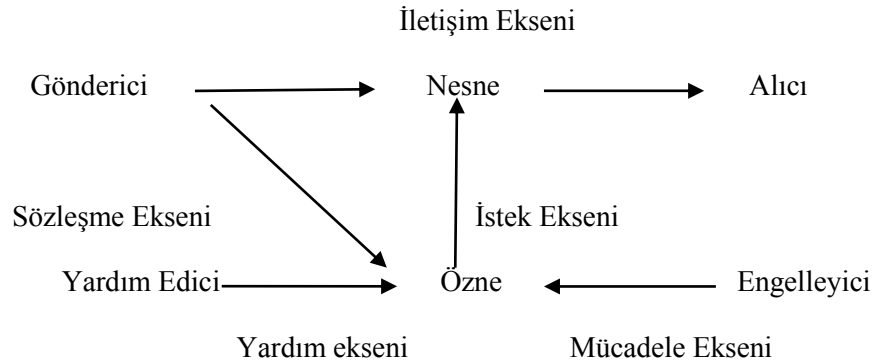 İletişim Ekseni
Gönderici Nesne Alıcı
Sözleşme Ekseni İstek Ekseni
Yardım Edici Özne Engelleyici
Yardım ekseni Mücadele Ekseni